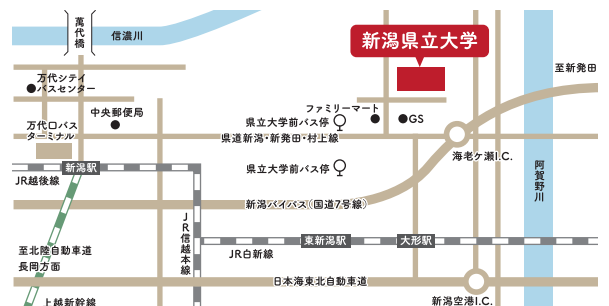 萬代橋
信濃川
新潟県立大学
至新発田
万代シテイ
バスセンター
中央郵便局
ファミリーマート
GS
県立大学前バス停
万代口バス
ターミナル
県道新潟・新発田・村上線
海老ケ瀬I.C.
新潟駅
県立大学前バス停
阿賀野川
JR越後線
新潟バイパス(国道7号線)
JR信越本線
東新潟駅
大形駅
至北陸自動車道
長岡方面
JR白新線
日本海東北自動車道
上越新幹線
新潟空港I.C.